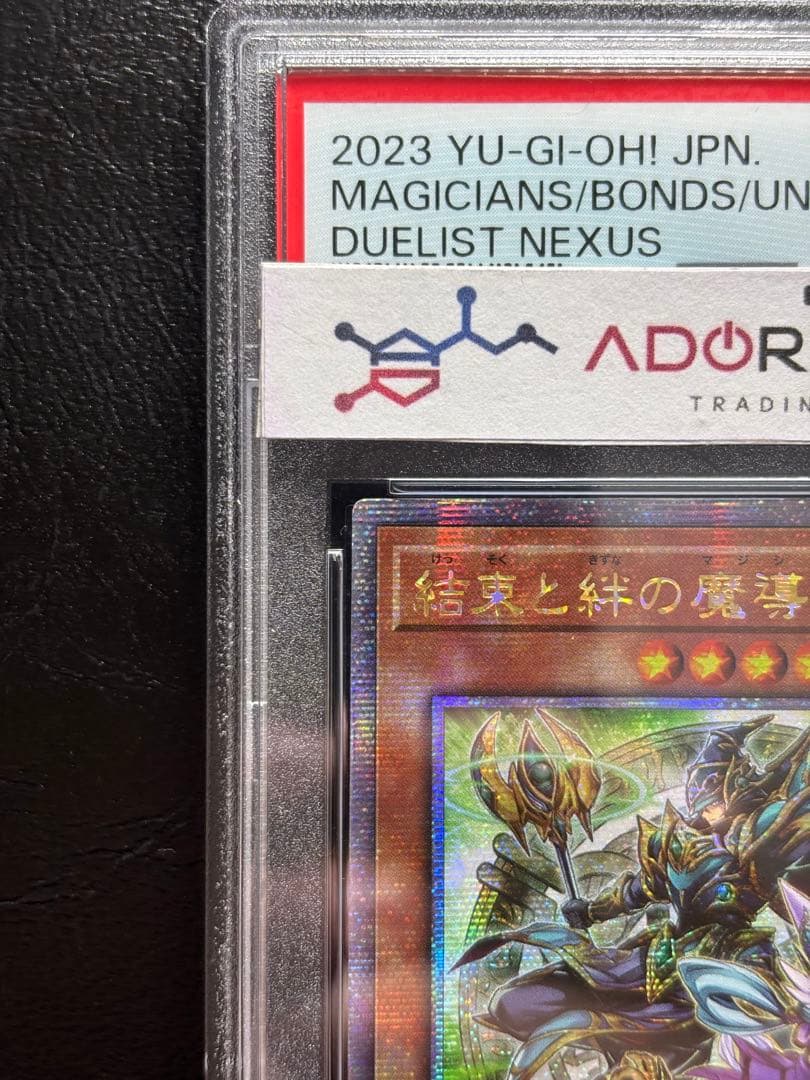 2023 YU-GI-OH! JPN.
MAGICIANS/BONDS/UN
DUELIST NEXUS
ADOR
TRADIN
けっ そく きずな マジシ
結束と絆の魔導